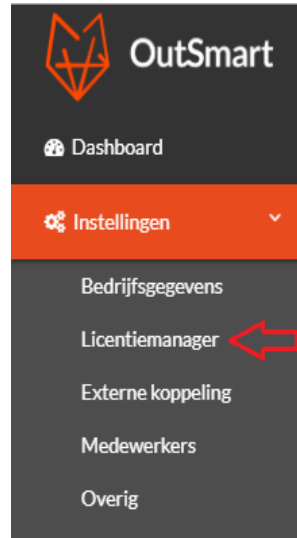 OutSmart
Dashboard
Instellingen
Bedrijfsgegevens
Licentiemanager
Externe koppeling
Medewerkers
Overig